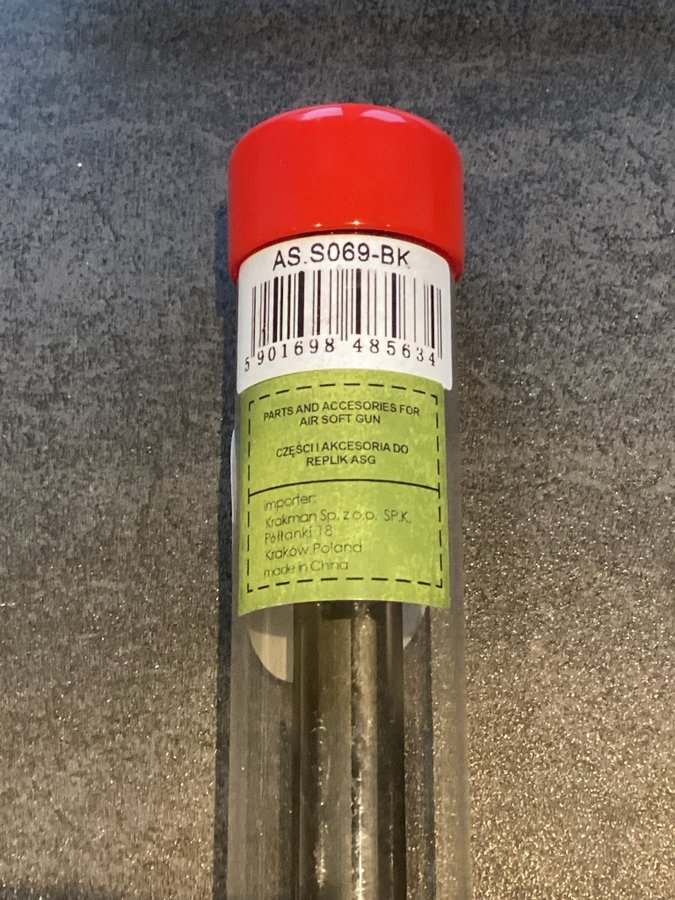 AS.S069-BK
5 901698 485634
PARTS AND ACCESORIES FOR
AIR SOFT GUN
CZĘŚCI I AKCESORIA DO
REPLIK ASG
importer:
Krakman Sp. z.o.o. SP.K.
Półłanki 18
Kraków Poland
made in China